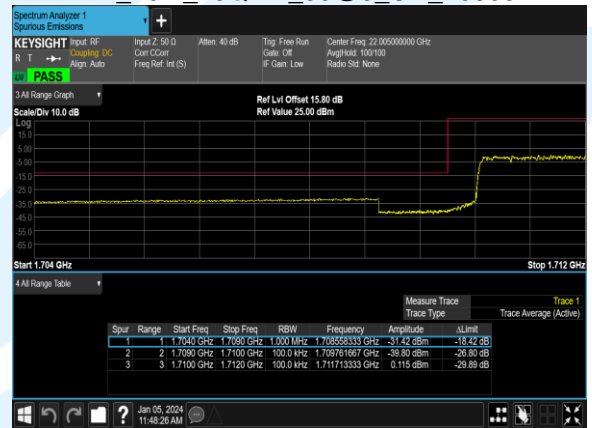 Spectrum Analyzer 1
Spurious Emissions
KEYSIGHT Input: RF Input Z: 50 Ω Atten: 40 dB Trig: Free Run Center Freq: 22.005000000 GHz
R T Coupling: DC Corr CCorr Gate: Off Avg|Hold: 100/100
Align: Auto Freq Ref: Int (S) IF Gain: Low Radio Std: None
PASS
3 All Range Graph
Ref Lvl Offset 15.80 dB
Scale/Div 10.0 dB Ref Value 25.00 dBm
Log
15.0
5.00
-5.00
-15.0
-25.0
-35.0
-45.0
-55.0
-65.0
Start 1.704 GHz Stop 1.712 GHz
4 All Range Table
Measure Trace Trace 1
Trace Type Trace Average (Active)
Spur Range Start Freq Stop Freq RBW Frequency Amplitude ΔLimit
1 1 1.7040 GHz 1.7090 GHz 1.000 MHz 1.708558333 GHz -31.42 dBm -18.42 dB
2 2 1.7090 GHz 1.7100 GHz 100.0 kHz 1.709761667 GHz -39.80 dBm -26.80 dB
3 3 1.7100 GHz 1.7120 GHz 100.0 kHz 1.711713333 GHz 0.115 dBm -29.89 dB
? Jan 05, 2024
11:48:26 AM